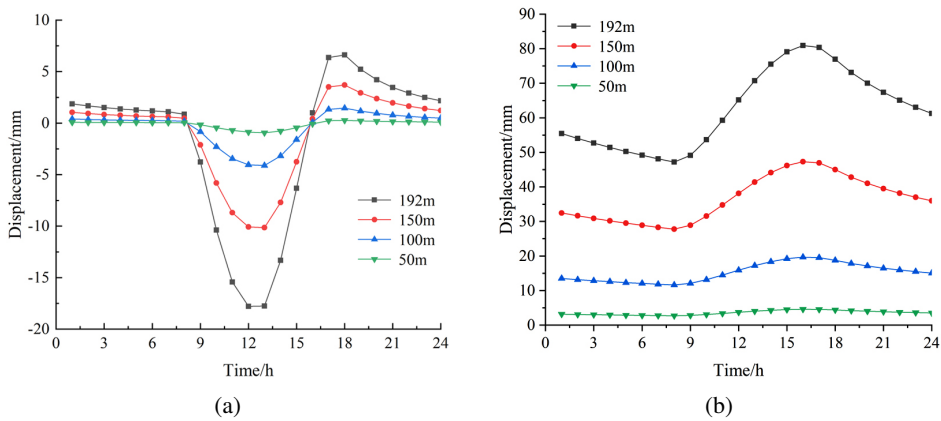 10
5
0
-5
-10
-15
-20
Displacement/mm
192m
150m
100m
50m
0 3 6 9 12 15 18 21 24
Time/h
(a)
90
80
70
60
50
40
30
20
10
0
Displacement/mm
192m
150m
100m
50m
0 3 6 9 12 15 18 21 24
Time/h
(b)